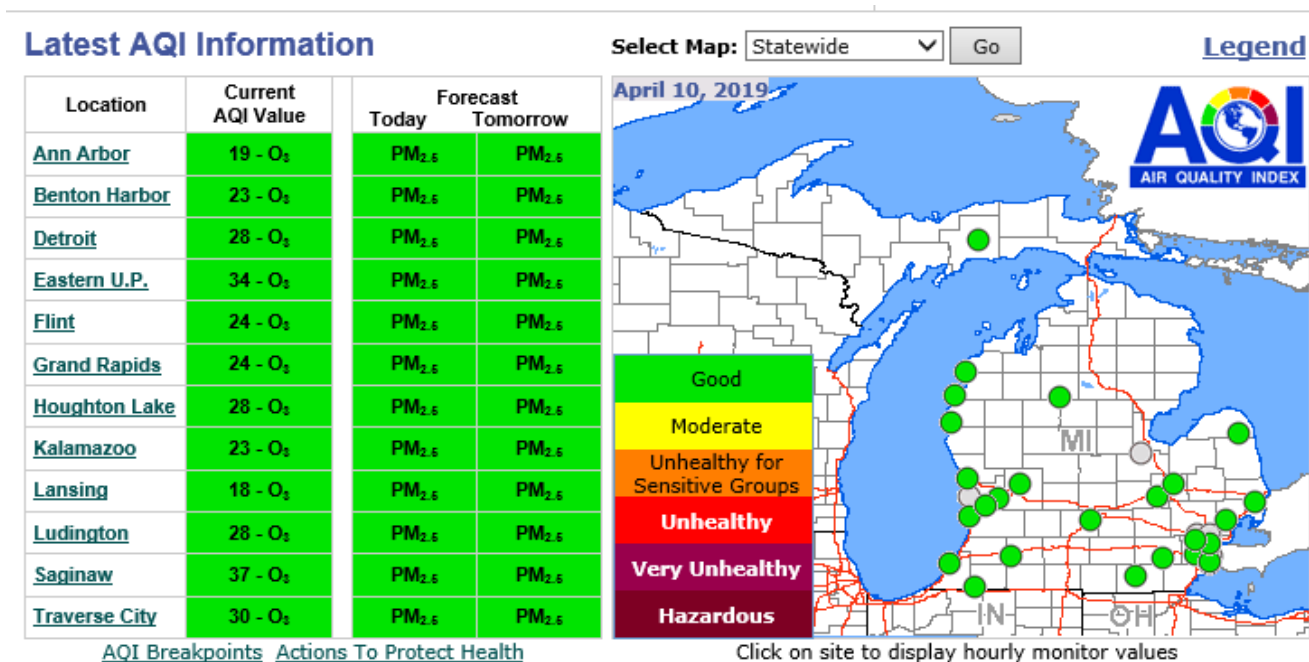 Latest AQI Information
Select Map: Statewide Go Legend
Location Current AQI Value Forecast Today Tomorrow
Ann Arbor 19 - O₃ PM₂.₅ PM₂.₅
Benton Harbor 23 - O₃ PM₂.₅ PM₂.₅
Detroit 28 - O₃ PM₂.₅ PM₂.₅
Eastern U.P. 34 - O₃ PM₂.₅ PM₂.₅
Flint 24 - O₃ PM₂.₅ PM₂.₅
Grand Rapids 24 - O₃ PM₂.₅ PM₂.₅
Houghton Lake 28 - O₃ PM₂.₅ PM₂.₅
Kalamazoo 23 - O₃ PM₂.₅ PM₂.₅
Lansing 18 - O₃ PM₂.₅ PM₂.₅
Ludington 28 - O₃ PM₂.₅ PM₂.₅
Saginaw 37 - O₃ PM₂.₅ PM₂.₅
Traverse City 30 - O₃ PM₂.₅ PM₂.₅
AQI Breakpoints Actions To Protect Health
April 10, 2019
AQI
AIR QUALITY INDEX
Good
Moderate
Unhealthy for
Sensitive Groups
Unhealthy
Very Unhealthy
Hazardous
MI
IN
OH
Click on site to display hourly monitor values